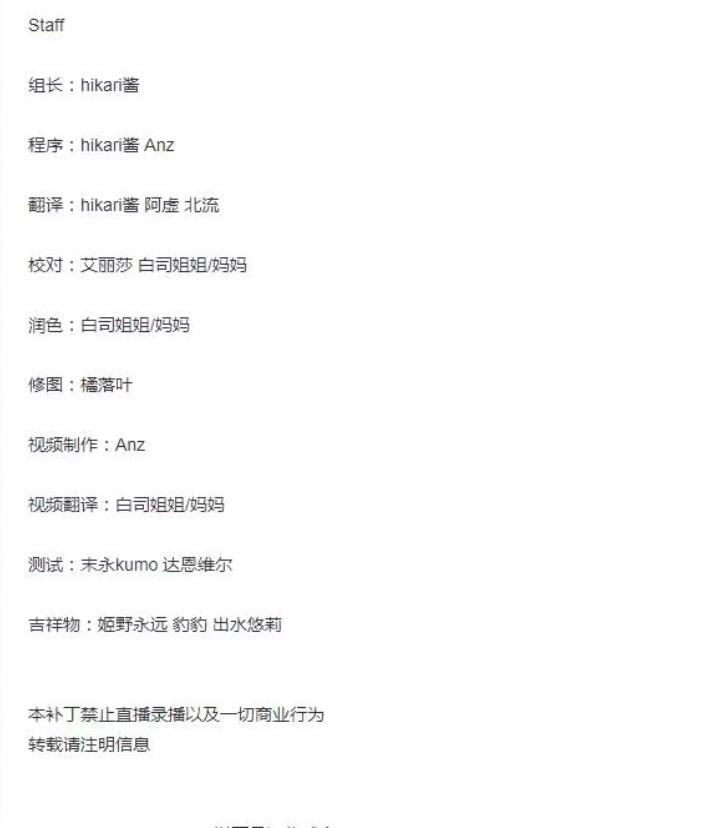 Staff
组长：hikari酱
程序：hikari酱 Anz
翻译：hikari酱 阿虚 北流
校对：艾丽莎 白司姐姐/妈妈
润色：白司姐姐/妈妈
修图：橘落叶
视频制作：Anz
视频翻译：白司姐姐/妈妈
测试：末永kumo 达恩维尔
吉祥物：姬野永远 豹豹 出水悠莉
本补丁禁止直播录播以及一切商业行为
转载请注明信息